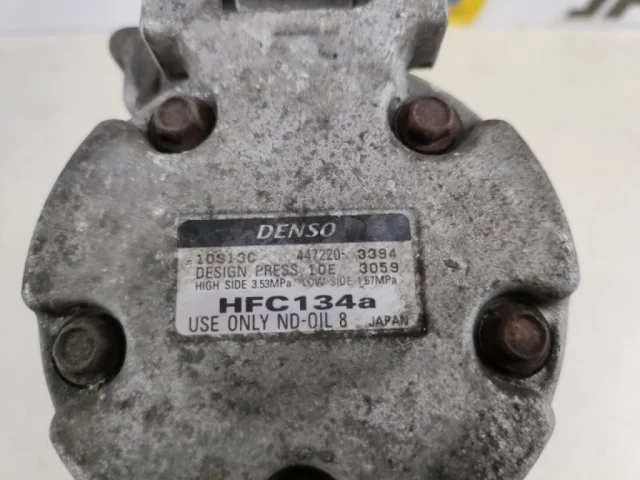 DENSO
10S13C 447220-3394
DESIGN PRESS 10E 3059
HIGH SIDE 3.53MPa LOW SIDE 1.67MPa
HFC134a
USE ONLY ND-OIL 8 JAPAN